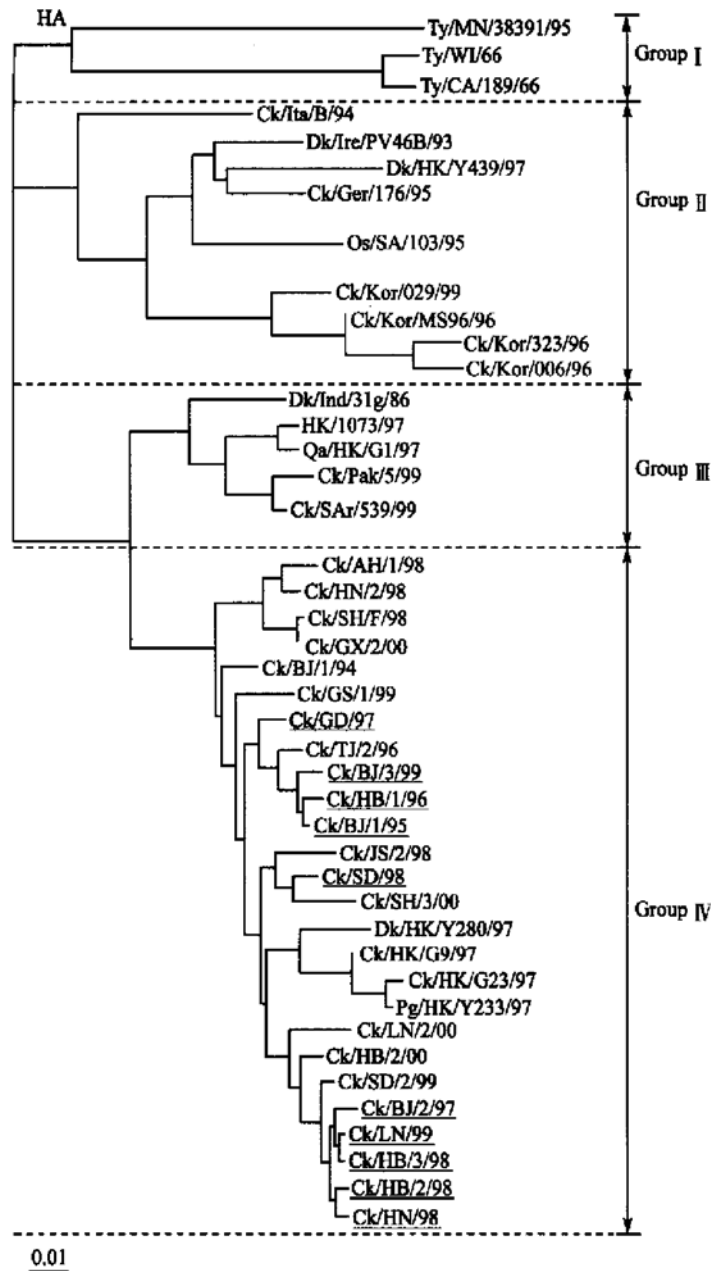 HA
Ty/MN/38391/95
Ty/WI/66
Group I
Ty/CA/189/66
Ck/Ita/B/94
Dk/Ire/PV46B/93
Dk/HK/Y439/97
Ck/Ger/176/95
Group II
Os/SA/103/95
Ck/Kor/029/99
Ck/Kor/MS96/96
Ck/Kor/323/96
Ck/Kor/006/96
Dk/Ind/31g/86
HK/1073/97
Qa/HK/G1/97
Group III
Ck/Pak/5/99
Ck/SAr/539/99
Ck/AH/1/98
Ck/HN/2/98
Ck/SH/F/98
Ck/GX/2/00
Ck/BJ/1/94
Ck/GS/1/99
Ck/GD/97
Ck/TJ/2/96
Ck/BJ/3/99
Ck/HB/1/96
Ck/BJ/1/95
Ck/JS/2/98
Ck/SD/98
Ck/SH/3/00
Group IV
Dk/HK/Y280/97
Ck/HK/G9/97
Ck/HK/G23/97
Pg/HK/Y233/97
Ck/LN/2/00
Ck/HB/2/00
Ck/SD/2/99
Ck/BJ/2/97
Ck/LN/99
Ck/HB/3/98
Ck/HB/2/98
Ck/HN/98
0.01